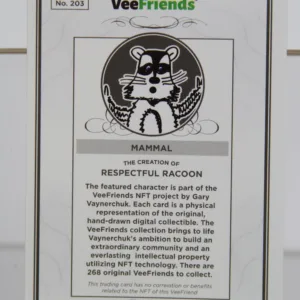 No. 203
VeeFriends
MAMMAL
THE CREATION OF
RESPECTFUL RACOON
The featured character is part of the
VeeFriends NFT project by Gary
Vaynerchuk. Each card is a physical
representation of the original,
hand-drawn digital collectible. The
VeeFriends collection brings to life
Vaynerchuk's ambition to build an
extraordinary community and an
everlasting intellectual property
utilizing NFT technology. There are
268 original VeeFriends to collect.
This trading card has no connection or benefits
related to the NFT of this VeeFriend